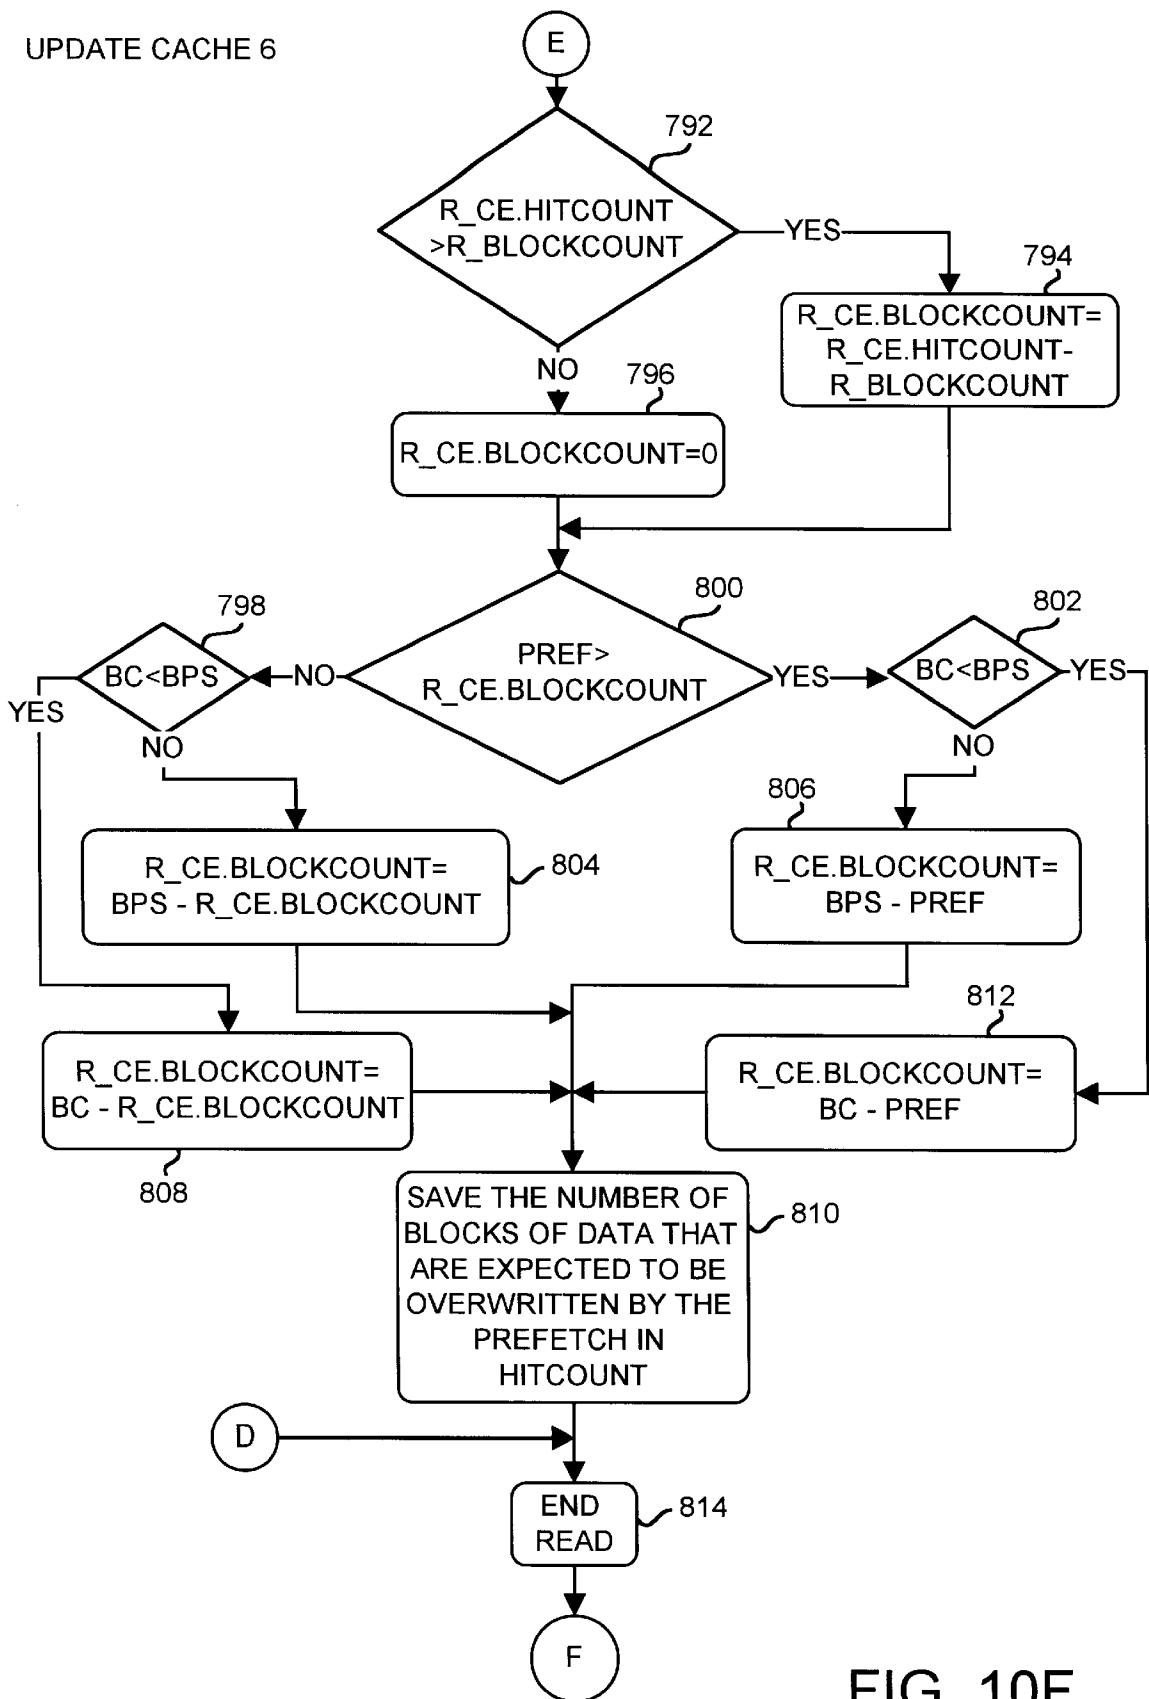 UPDATE CACHE 6
E
792
R_CE.HITCOUNT
>R_BLOCKCOUNT
YES
794
R_CE.BLOCKCOUNT=
R_CE.HITCOUNT-
R_BLOCKCOUNT
NO
796
R_CE.BLOCKCOUNT=0
798
800
802
BC<BPS
NO
PREF>
R_CE.BLOCKCOUNT
YES
BC<BPS
YES
YES
NO
NO
806
R_CE.BLOCKCOUNT=
BPS - R_CE.BLOCKCOUNT
804
R_CE.BLOCKCOUNT=
BPS - PREF
812
R_CE.BLOCKCOUNT=
BC - R_CE.BLOCKCOUNT
808
R_CE.BLOCKCOUNT=
BC - PREF
SAVE THE NUMBER OF
BLOCKS OF DATA THAT
ARE EXPECTED TO BE
OVERWRITTEN BY THE
PREFETCH IN
HITCOUNT
810
D
END
READ
814
F